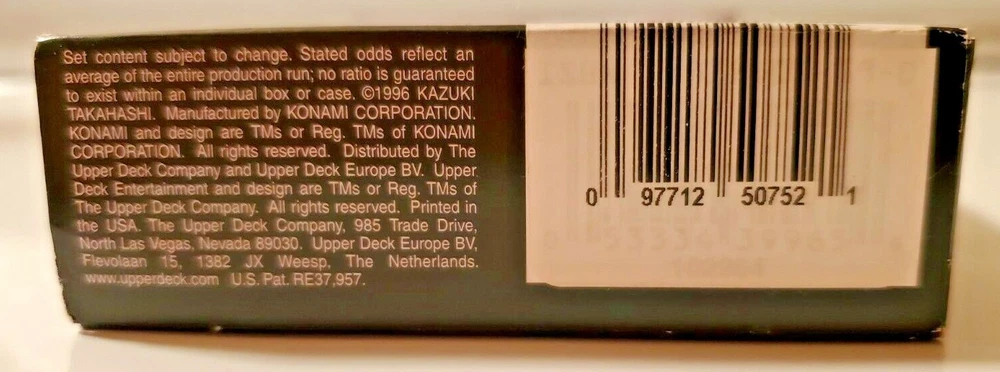 Set content subject to change. Stated odds reflect an
average of the entire production run; no ratio is guaranteed
to exist within an individual box or case. ©1996 KAZUKI
TAKAHASHI. Manufactured by KONAMI CORPORATION.
KONAMI and design are TMs or Reg. TMs of KONAMI
CORPORATION. All rights reserved. Distributed by The
Upper Deck Company and Upper Deck Europe BV. Upper
Deck Entertainment and design are TMs or Reg. TMs of
The Upper Deck Company. All rights reserved. Printed in
the USA. The Upper Deck Company, 985 Trade Drive,
North Las Vegas, Nevada 89030. Upper Deck Europe BV,
Flevolaan 15, 1382 JX Weesp, The Netherlands.
www.upperdeck.com U.S. Pat. RE37,957.
0 97712 50752 1